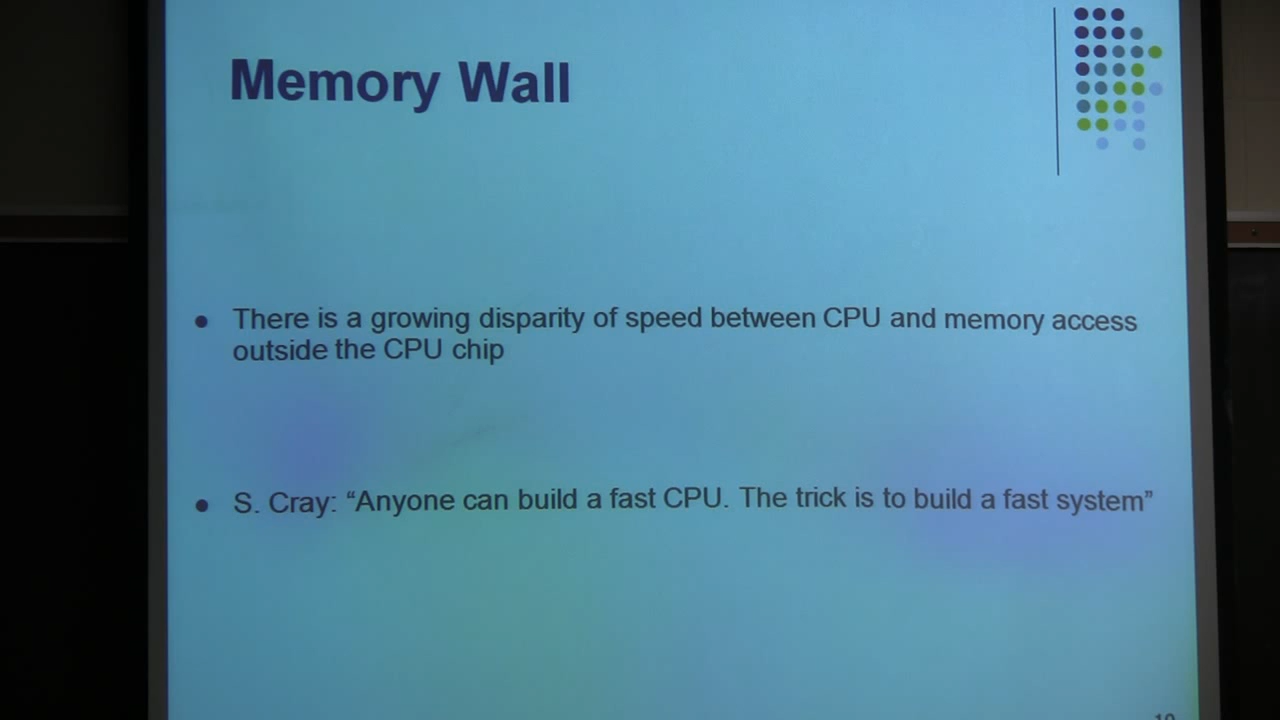 Memory Wall
● There is a growing disparity of speed between CPU and memory access
outside the CPU chip
● S. Cray: “Anyone can build a fast CPU. The trick is to build a fast system”